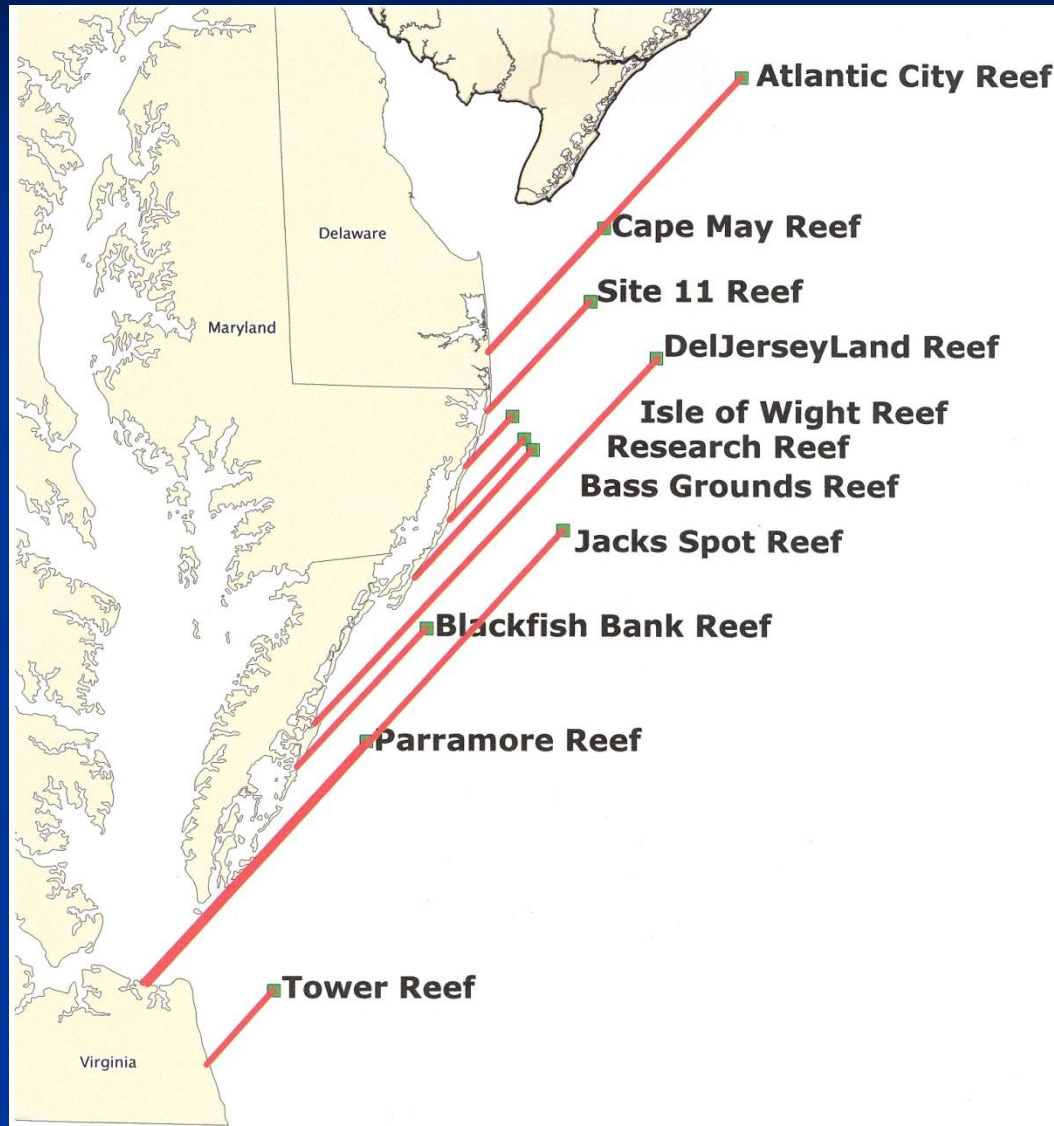 Atlantic City Reef
Cape May Reef
Delaware
Site 11 Reef
Maryland
DelJerseyLand Reef
Isle of Wight Reef
Research Reef
Bass Grounds Reef
Jacks Spot Reef
Blackfish Bank Reef
Parramore Reef
Tower Reef
Virginia